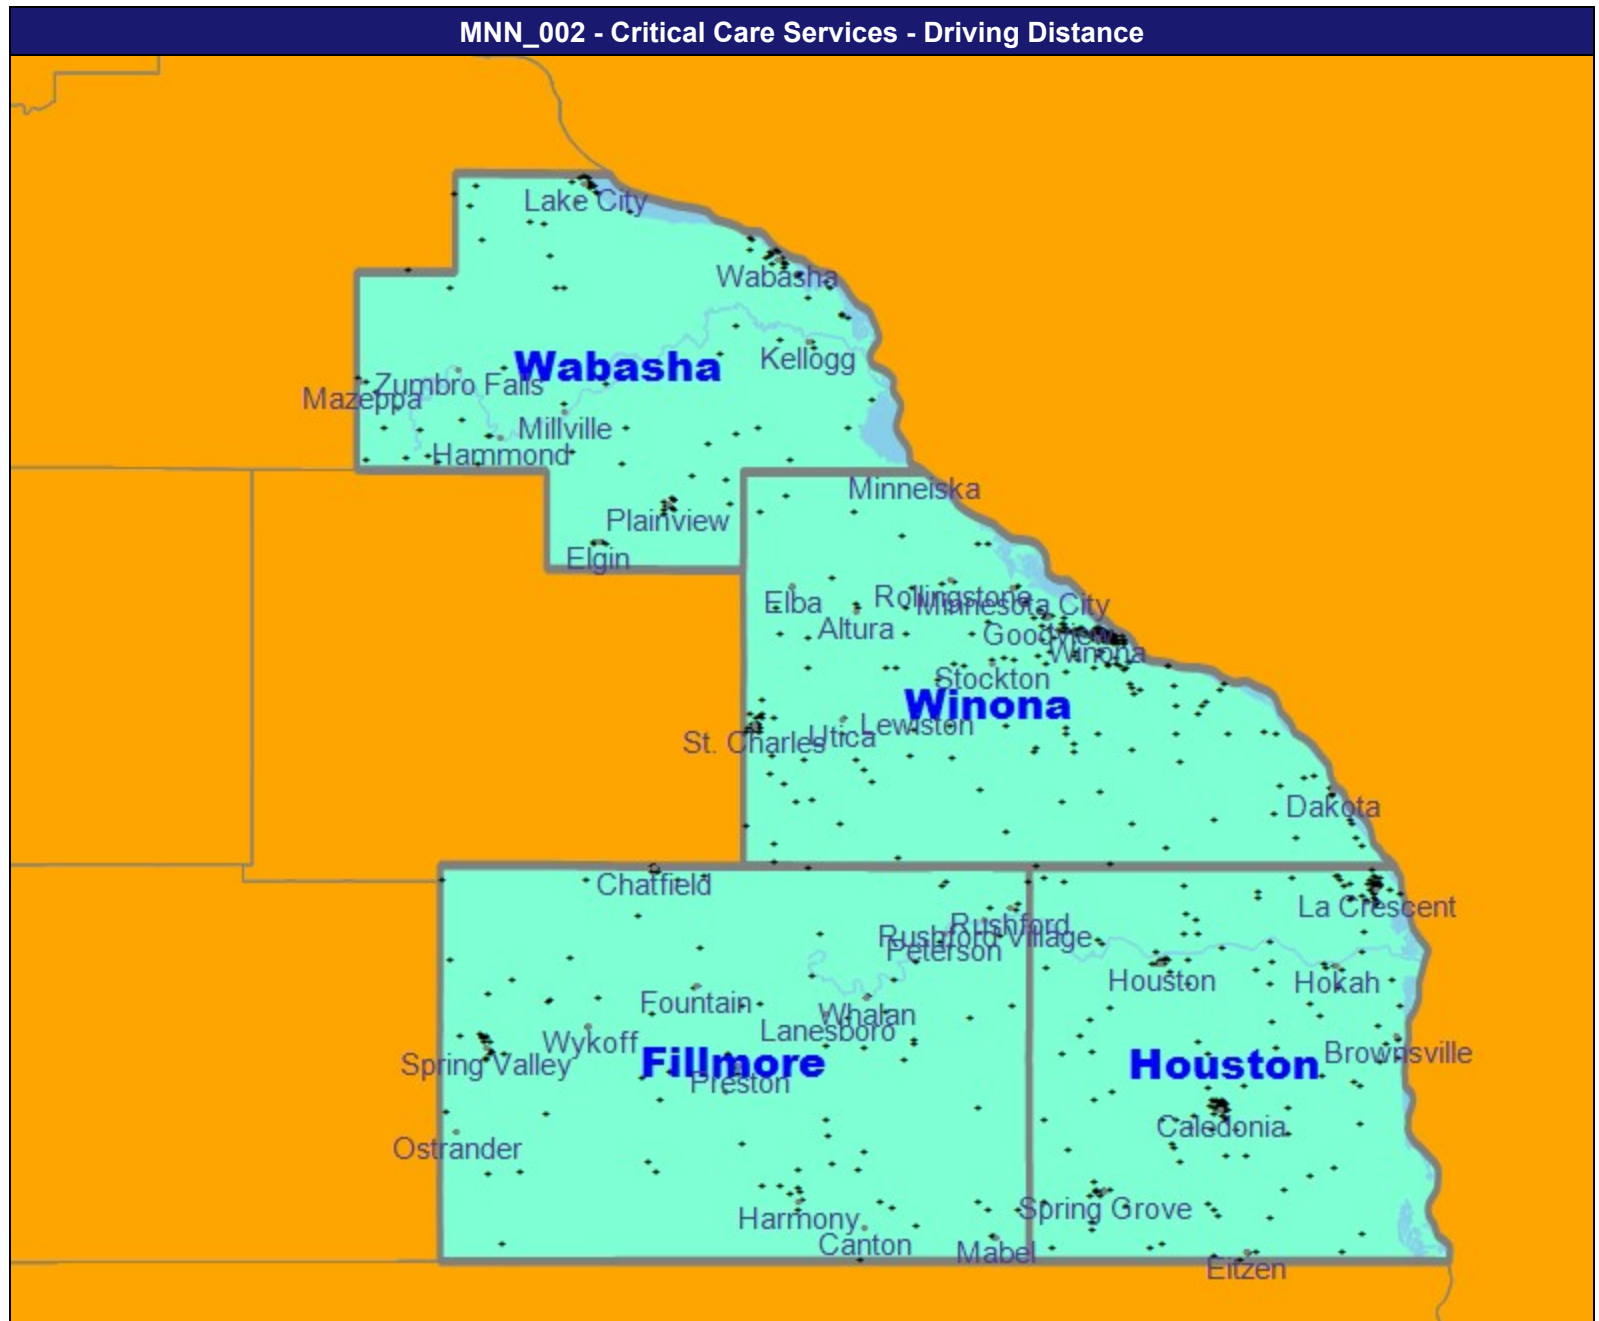 MNN_002 - Critical Care Services - Driving Distance
Lake City
Wabasha
Kellogg
Wabasha
Zumbro Falls
Mazeppa
Millville
Hammond
Minneiska
Plainview
Elgin
Elba
Rollingstone
Minnesota City
Altura
Goodview
Winona
Stockton
Winona
Lewiston
Utica
St. Charles
Dakota
Chatfield
La Crescent
Rushford
Rushford Village
Peterson
Houston
Hokah
Fountain
Whalan
Lanesboro
Wykoff
Brownsville
Spring Valley
Fillmore
Houston
Preston
Caledonia
Ostrander
Spring Grove
Harmony
Canton
Mabel
Eitzen